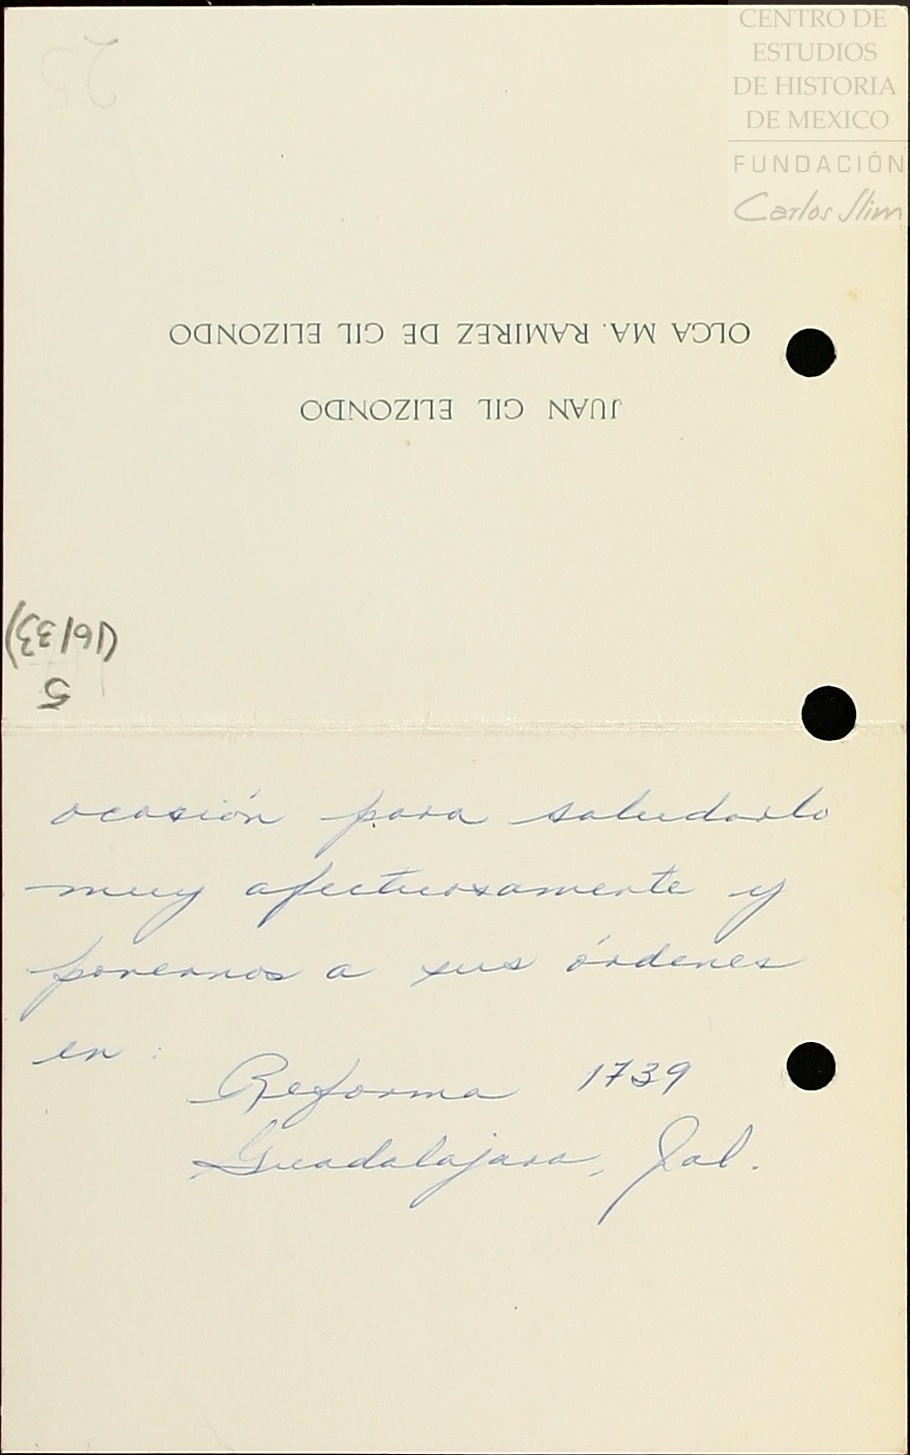 CENTRO DE
ESTUDIOS
DE HISTORIA
DE MEXICO
FUNDACIÓN
Carlos Slim
25
OLGA MA. RAMIREZ DE GIL ELIZONDO
JUAN GIL ELIZONDO
(16/33)
5
ocasión para saludarlo
muy afectuosamente y
ponernos a sus órdenes
en :
Reforma 1739
Guadalajara, Jal.